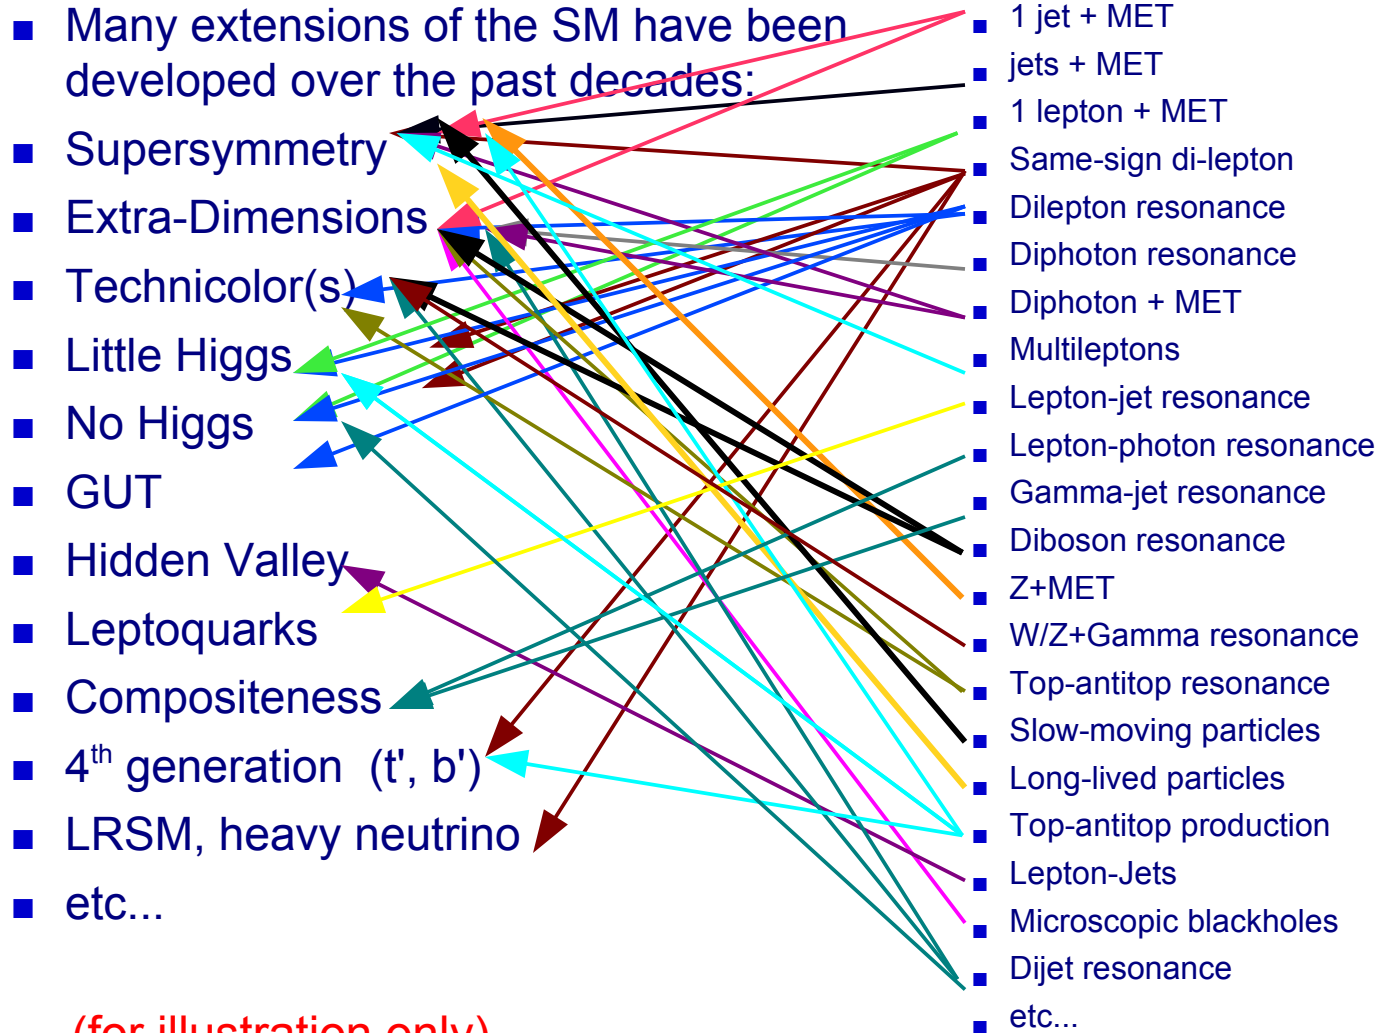 Many extensions of the SM have been
developed over the past decades:
Supersymmetry
Extra-Dimensions
Technicolor(s)
Little Higgs
No Higgs
GUT
Hidden Valley
Leptoquarks
Compositeness
4th generation (t', b')
LRSM, heavy neutrino
etc...
(for illustration only)
1 jet + MET
jets + MET
1 lepton + MET
Same-sign di-lepton
Dilepton resonance
Diphoton resonance
Diphoton + MET
Multileptons
Lepton-jet resonance
Lepton-photon resonance
Gamma-jet resonance
Diboson resonance
Z+MET
W/Z+Gamma resonance
Top-antitop resonance
Slow-moving particles
Long-lived particles
Top-antitop production
Lepton-Jets
Microscopic blackholes
Dijet resonance
etc...